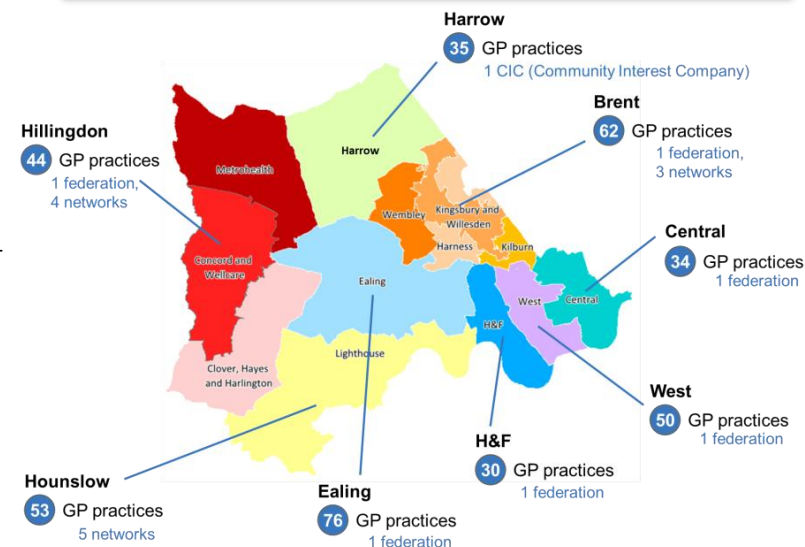 Harrow
35 GP practices
1 CIC (Community Interest Company)
Brent
62 GP practices
1 federation,
3 networks
Hillingdon
44 GP practices
1 federation,
4 networks
Central
34 GP practices
1 federation
West
50 GP practices
1 federation
H&F
30 GP practices
1 federation
Ealing
76 GP practices
1 federation
Hounslow
53 GP practices
5 networks
Metrohealth
Harrow
Wembley
Kingsbury and
Willesden
Harness
Kilburn
Concord and
Wellcare
Ealing
H&F
West
Central
Lighthouse
Clover, Hayes
and Harlington